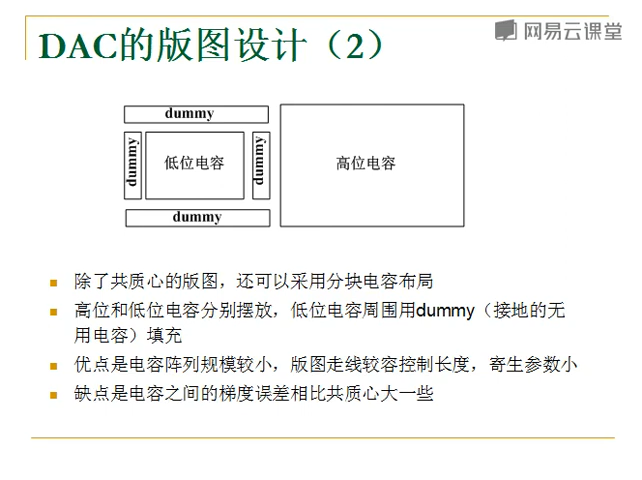 DAC的版图设计（2）
网易云课堂
dummy
dummy
低位电容
dummy
高位电容
dummy
除了共质心的版图，还可以采用分块电容布局
高位和低位电容分别摆放，低位电容周围用dummy（接地的无
用电容）填充
优点是电容阵列规模较小，版图走线较容控制长度，寄生参数小
缺点是电容之间的梯度误差相比共质心大一些